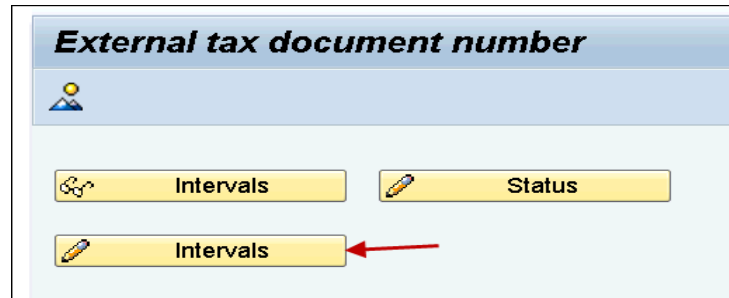 External tax document number
Intervals
Status
Intervals